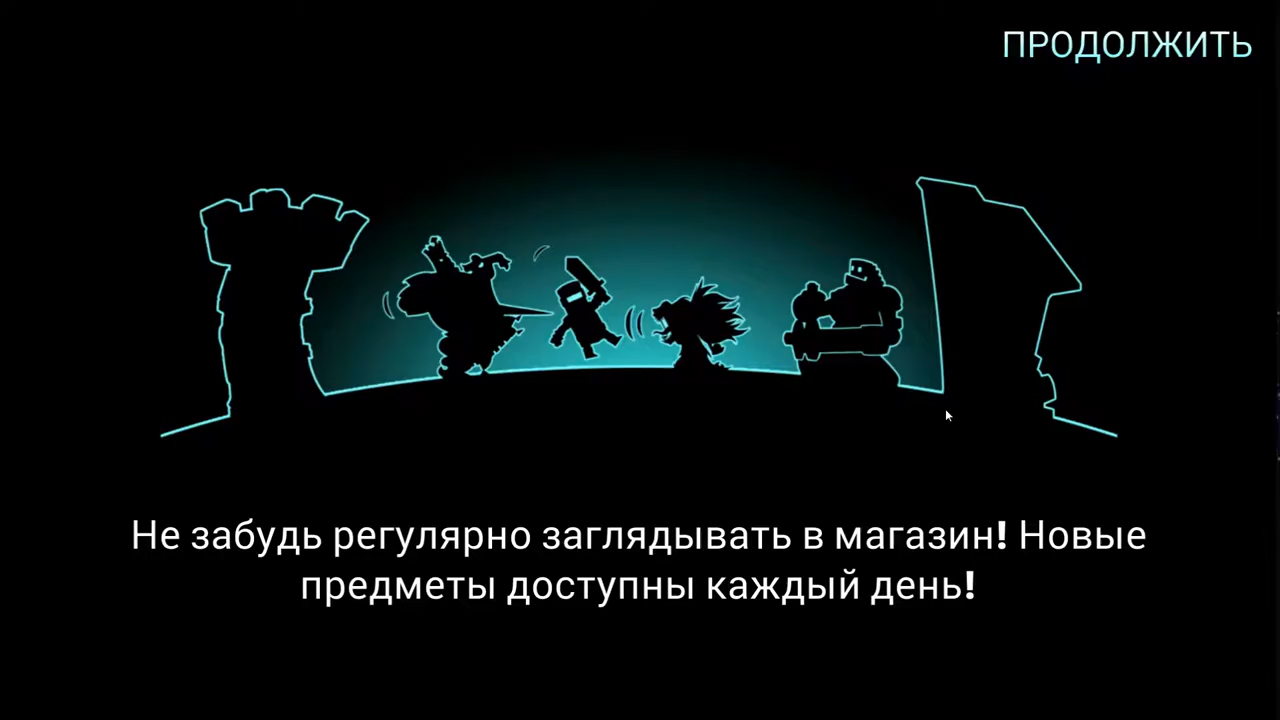 ПРОДОЛЖИТЬ
Не забудь регулярно заглядывать в магазин! Новые
предметы доступны каждый день!